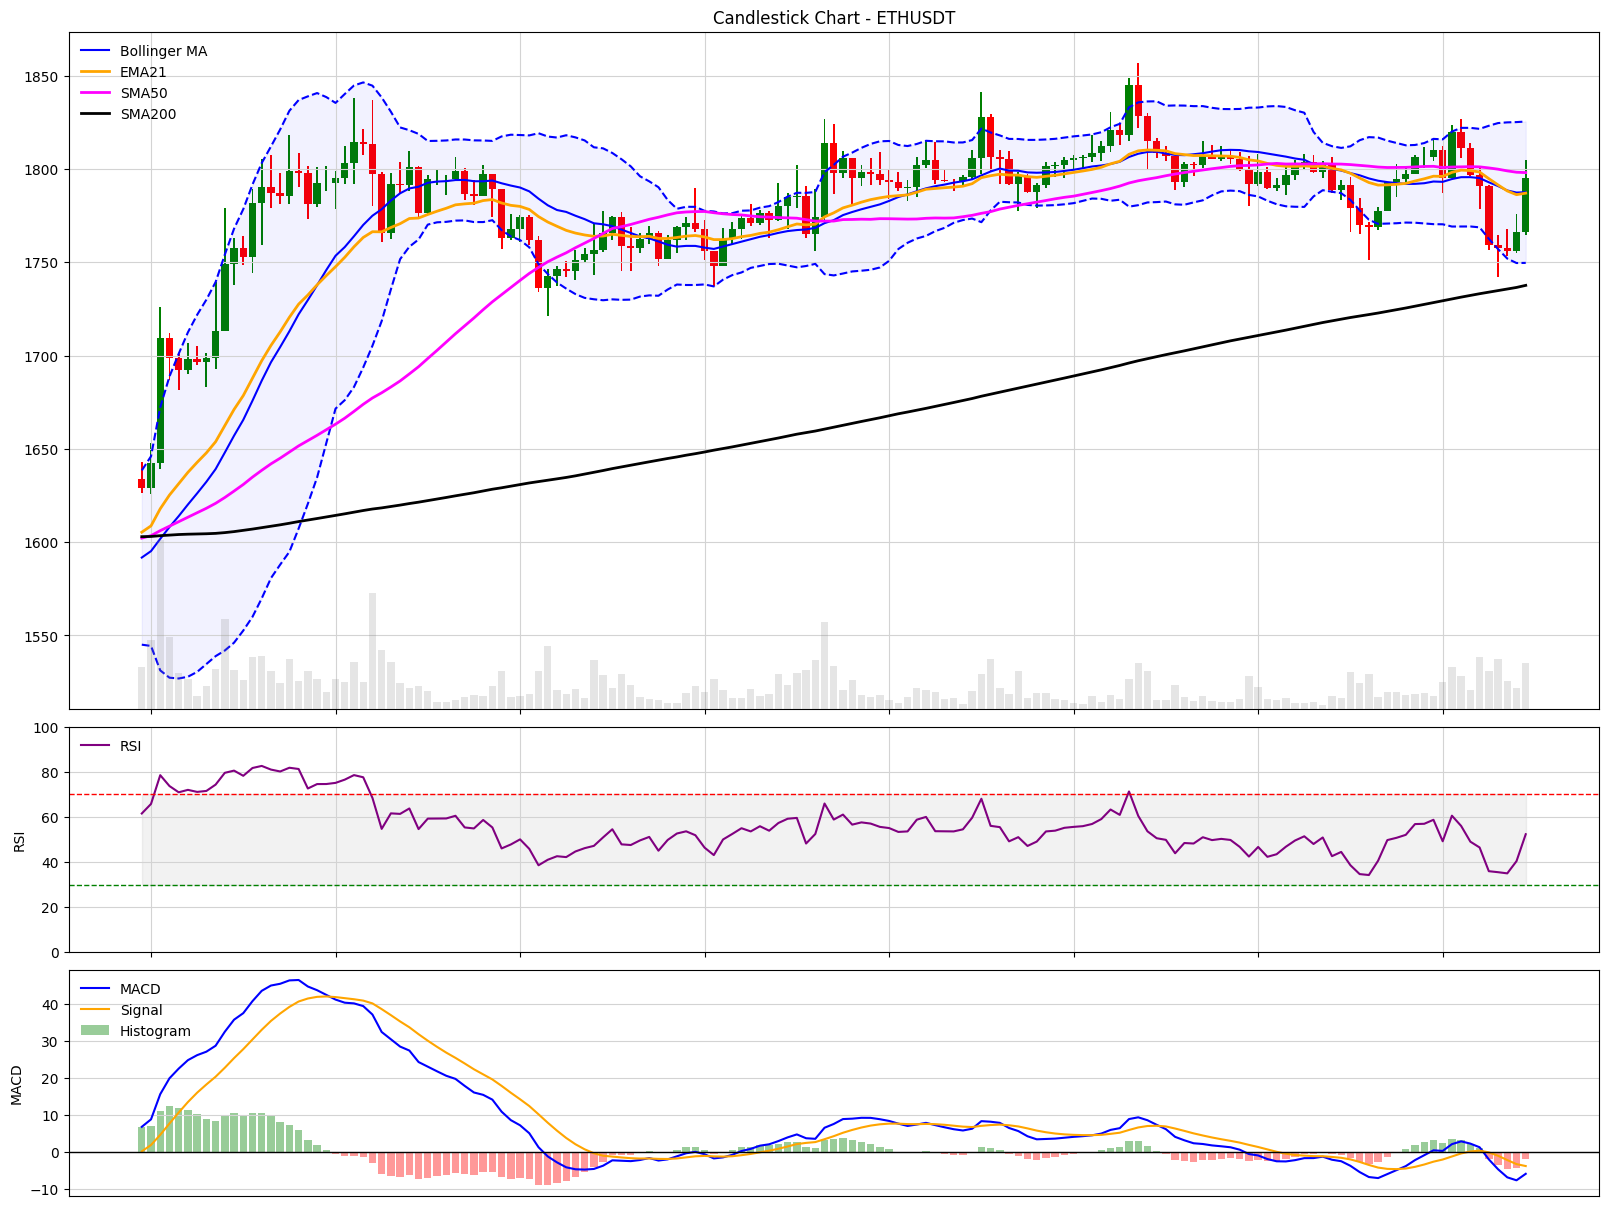 Candlestick Chart - ETHUSDT
Bollinger MA
EMA21
SMA50
SMA200
1850
1800
1750
1700
1650
1600
1550
RSI
100
80
60
40
20
0
RSI
MACD
Signal
Histogram
40
30
20
10
0
−10
MACD